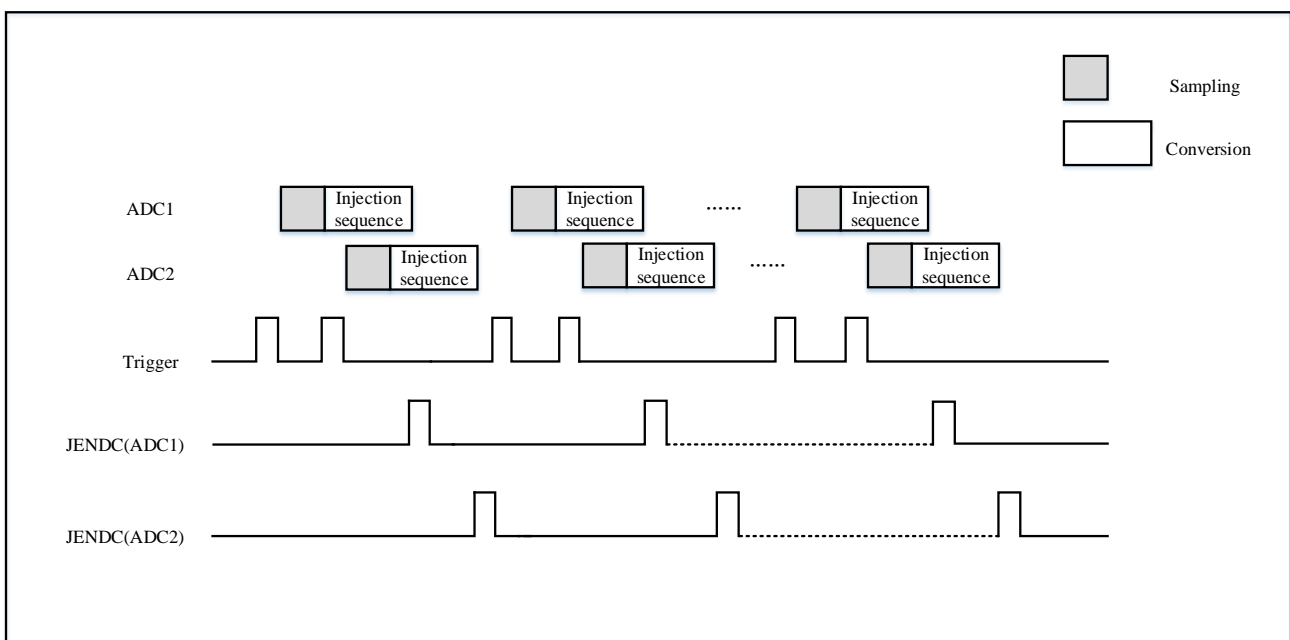 Sampling
Conversion
ADC1
Injection
sequence
Injection
sequence
……
Injection
sequence
ADC2
Injection
sequence
Injection
sequence
……
Injection
sequence
Trigger
JENDC(ADC1)
JENDC(ADC2)